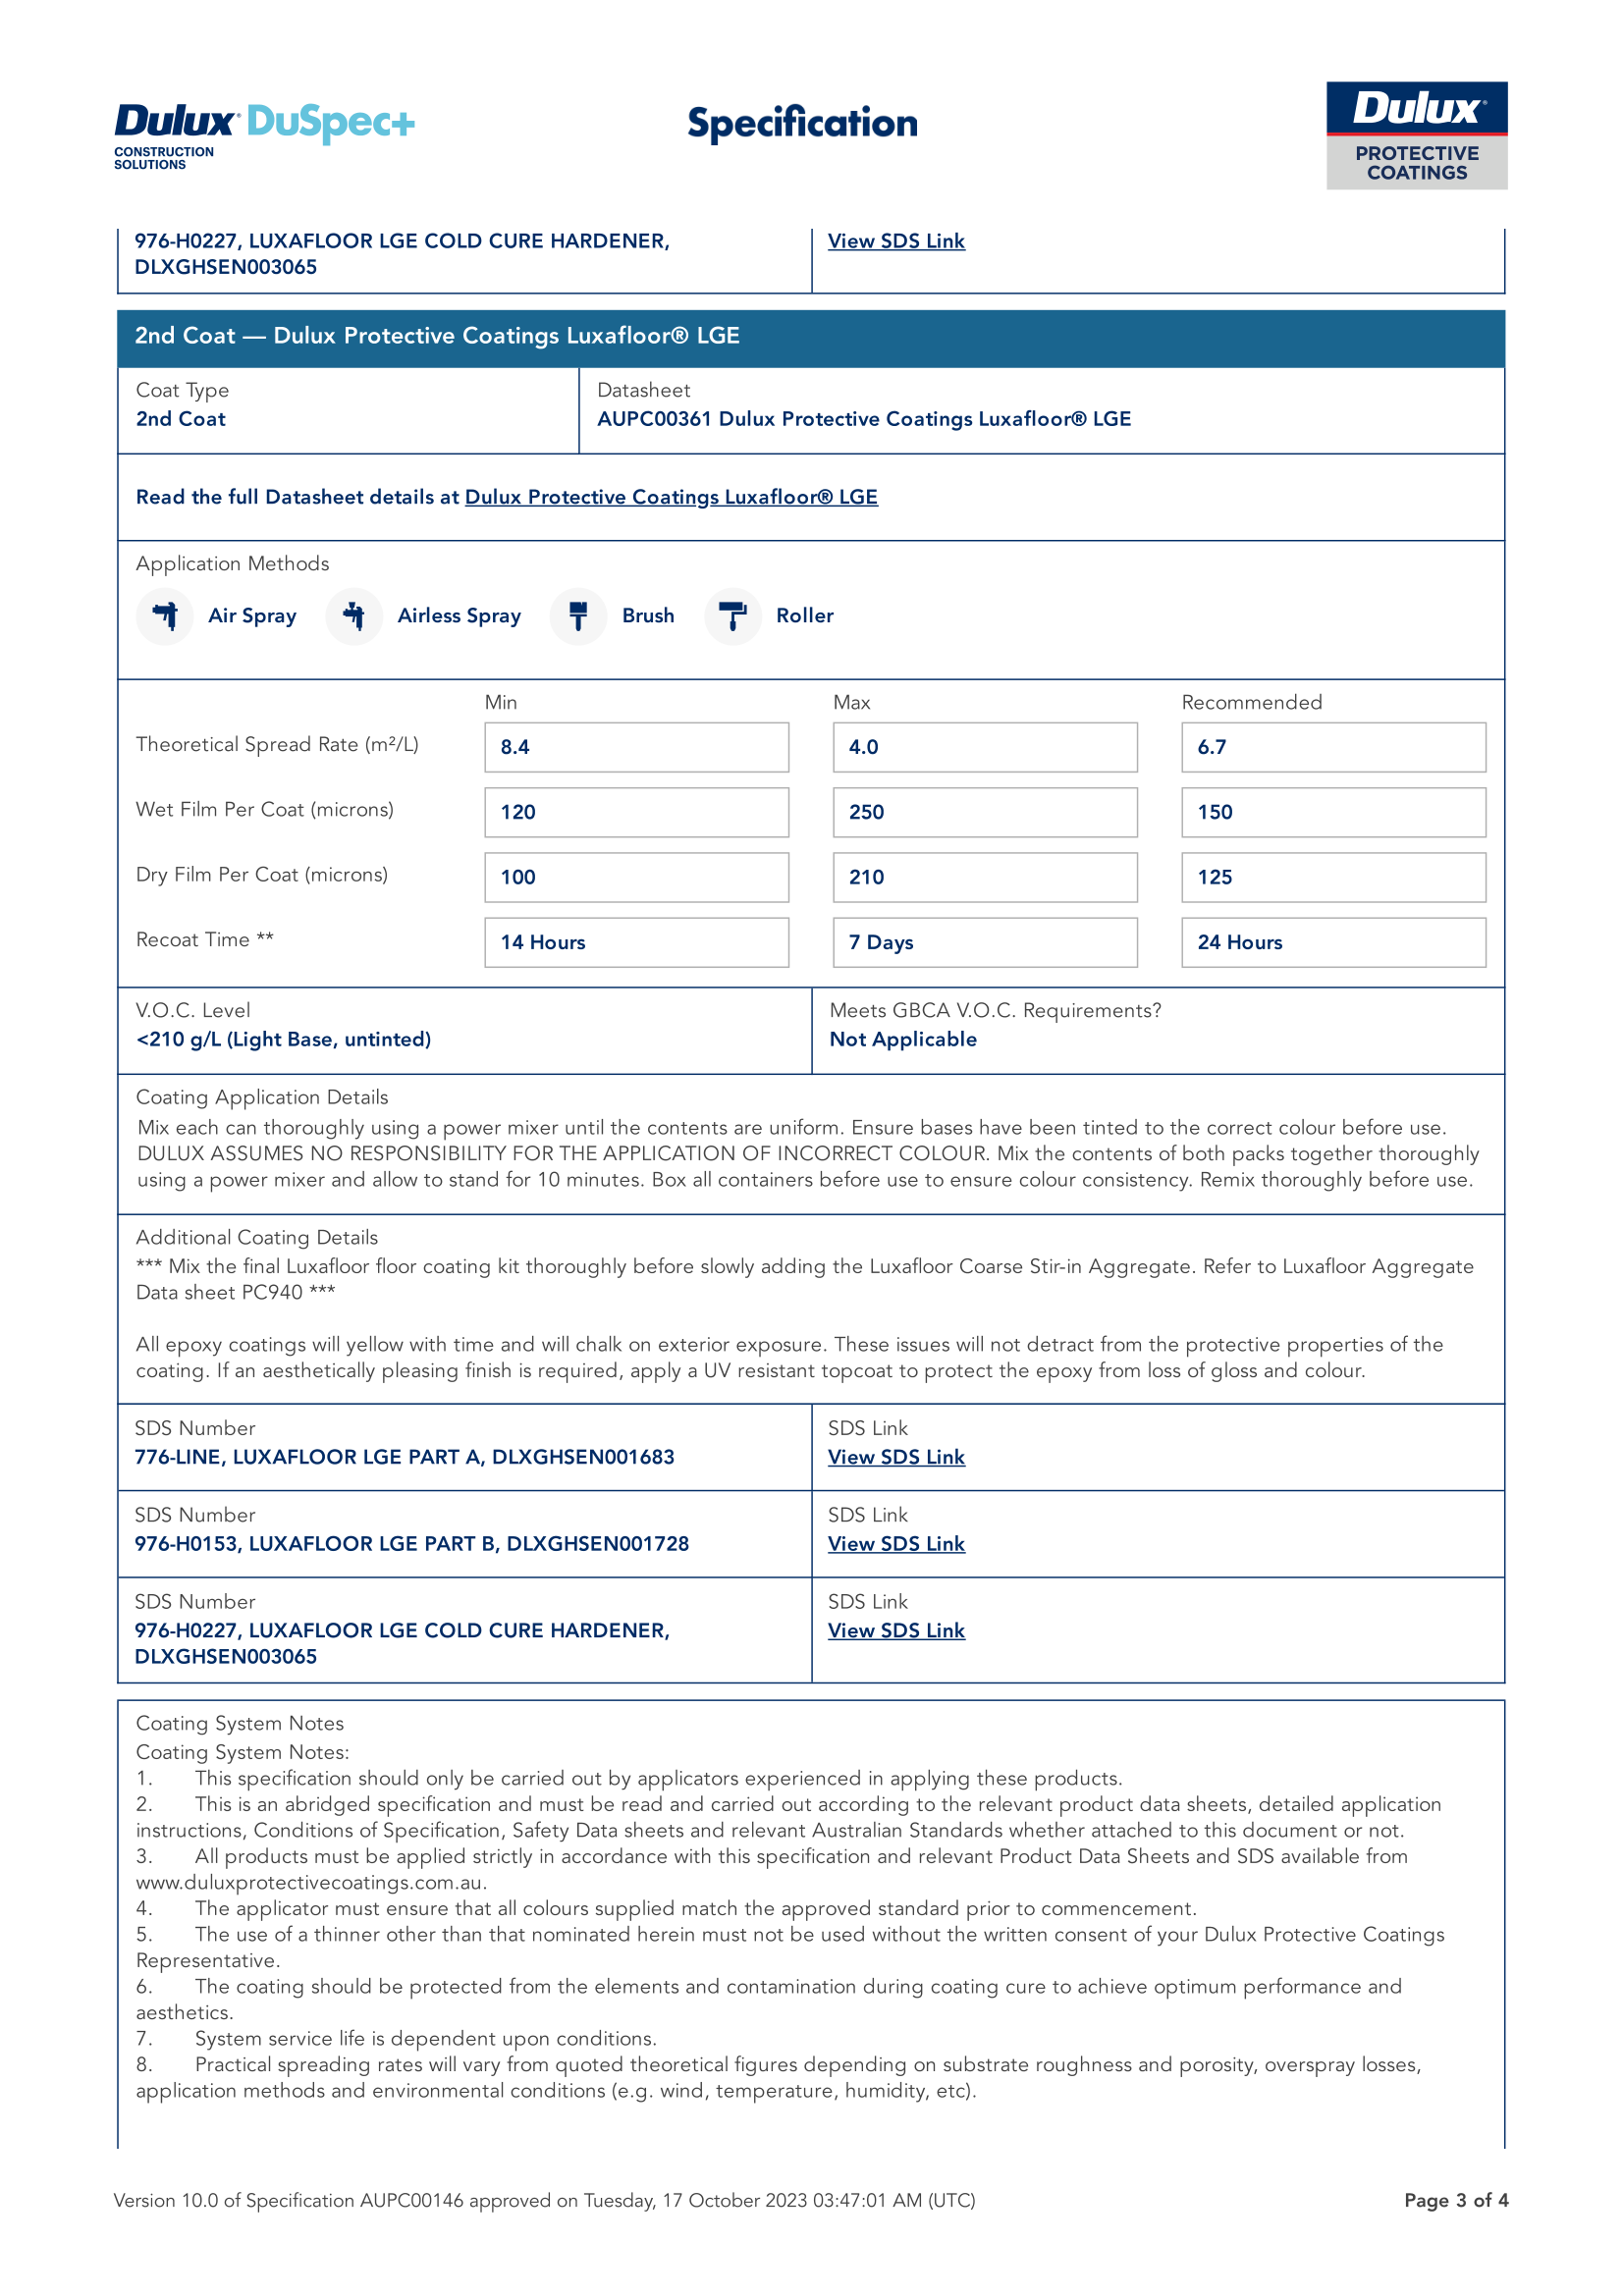 Dulux® DuSpec+
CONSTRUCTION
SOLUTIONS
Specification
Dulux®
PROTECTIVE
COATINGS
976-H0227, LUXAFLOOR LGE COLD CURE HARDENER,
DLXGHSEN003065
View SDS Link
2nd Coat — Dulux Protective Coatings Luxafloor® LGE
Coat Type
2nd Coat
Datasheet
AUPC00361 Dulux Protective Coatings Luxafloor® LGE
Read the full Datasheet details at Dulux Protective Coatings Luxafloor® LGE
Application Methods
Air Spray Airless Spray Brush Roller
Min Max Recommended
Theoretical Spread Rate (m²/L) 8.4 4.0 6.7
Wet Film Per Coat (microns) 120 250 150
Dry Film Per Coat (microns) 100 210 125
Recoat Time ** 14 Hours 7 Days 24 Hours
V.O.C. Level
<210 g/L (Light Base, untinted)
Meets GBCA V.O.C. Requirements?
Not Applicable
Coating Application Details
Mix each can thoroughly using a power mixer until the contents are uniform. Ensure bases have been tinted to the correct colour before use.
DULUX ASSUMES NO RESPONSIBILITY FOR THE APPLICATION OF INCORRECT COLOUR. Mix the contents of both packs together thoroughly
using a power mixer and allow to stand for 10 minutes. Box all containers before use to ensure colour consistency. Remix thoroughly before use.
Additional Coating Details
*** Mix the final Luxafloor floor coating kit thoroughly before slowly adding the Luxafloor Coarse Stir-in Aggregate. Refer to Luxafloor Aggregate
Data sheet PC940 ***
All epoxy coatings will yellow with time and will chalk on exterior exposure. These issues will not detract from the protective properties of the
coating. If an aesthetically pleasing finish is required, apply a UV resistant topcoat to protect the epoxy from loss of gloss and colour.
SDS Number
776-LINE, LUXAFLOOR LGE PART A, DLXGHSEN001683
SDS Link
View SDS Link
SDS Number
976-H0153, LUXAFLOOR LGE PART B, DLXGHSEN001728
SDS Link
View SDS Link
SDS Number
976-H0227, LUXAFLOOR LGE COLD CURE HARDENER,
DLXGHSEN003065
SDS Link
View SDS Link
Coating System Notes
Coating System Notes:
1. This specification should only be carried out by applicators experienced in applying these products.
2. This is an abridged specification and must be read and carried out according to the relevant product data sheets, detailed application
instructions, Conditions of Specification, Safety Data sheets and relevant Australian Standards whether attached to this document or not.
3. All products must be applied strictly in accordance with this specification and relevant Product Data Sheets and SDS available from
www.duluxprotectivecoatings.com.au.
4. The applicator must ensure that all colours supplied match the approved standard prior to commencement.
5. The use of a thinner other than that nominated herein must not be used without the written consent of your Dulux Protective Coatings
Representative.
6. The coating should be protected from the elements and contamination during coating cure to achieve optimum performance and
aesthetics.
7. System service life is dependent upon conditions.
8. Practical spreading rates will vary from quoted theoretical figures depending on substrate roughness and porosity, overspray losses,
application methods and environmental conditions (e.g. wind, temperature, humidity, etc).
Version 10.0 of Specification AUPC00146 approved on Tuesday, 17 October 2023 03:47:01 AM (UTC)
Page 3 of 4